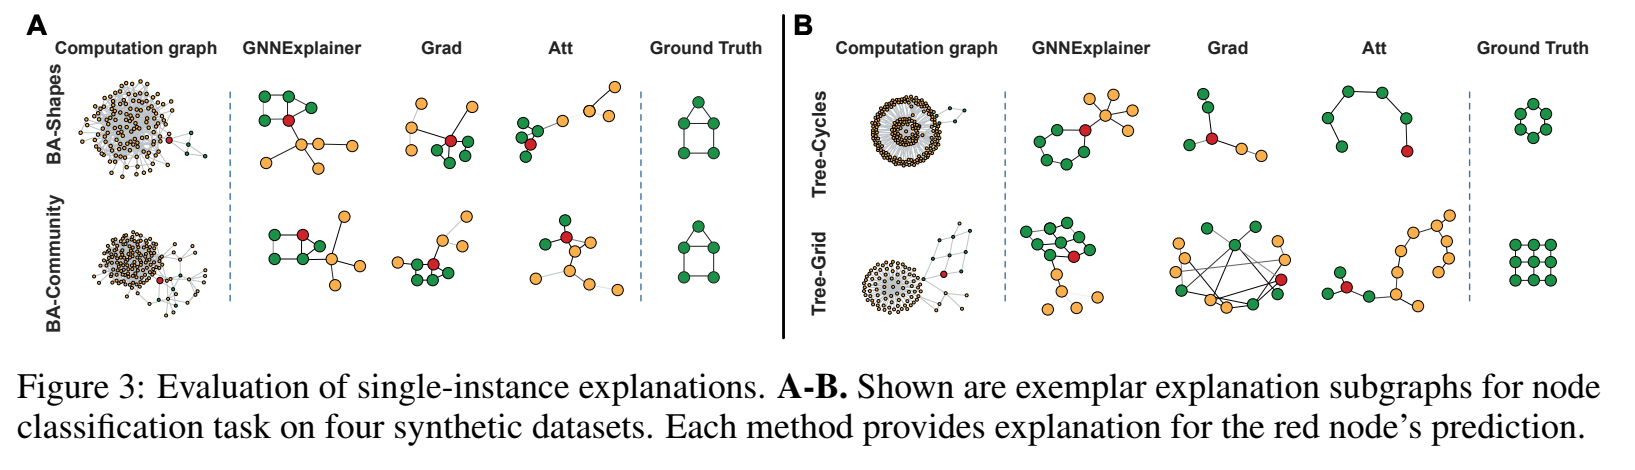 A
Computation graph GNNExplainer Grad Att Ground Truth
BA-Shapes
BA-Community
B
Computation graph GNNExplainer Grad Att Ground Truth
Tree-Cycles
Tree-Grid
Figure 3: Evaluation of single-instance explanations. A-B. Shown are exemplar explanation subgraphs for node
classification task on four synthetic datasets. Each method provides explanation for the red node's prediction.